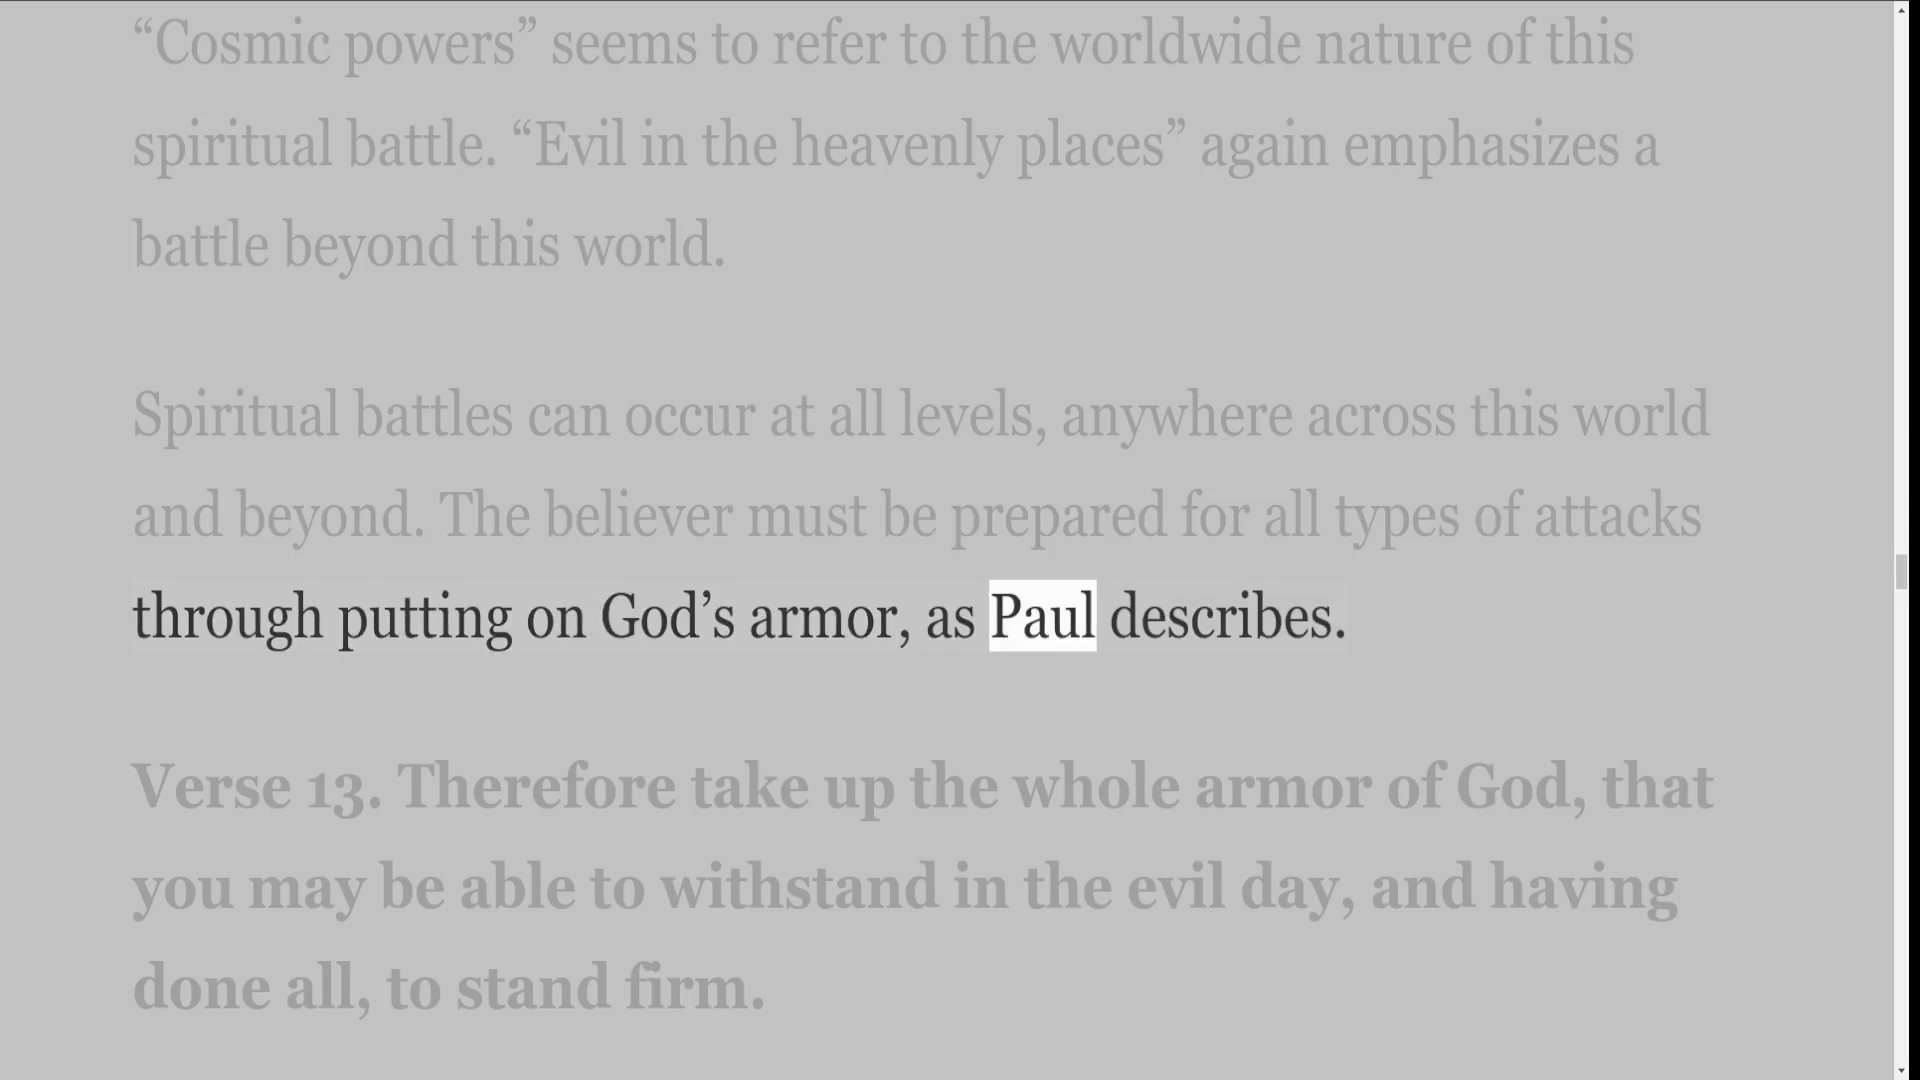 “Cosmic powers” seems to refer to the worldwide nature of this
spiritual battle. “Evil in the heavenly places” again emphasizes a
battle beyond this world.
Spiritual battles can occur at all levels, anywhere across this world
and beyond. The believer must be prepared for all types of attacks
through putting on God’s armor, as Paul describes.
Verse 13. Therefore take up the whole armor of God, that
you may be able to withstand in the evil day, and having
done all, to stand firm.